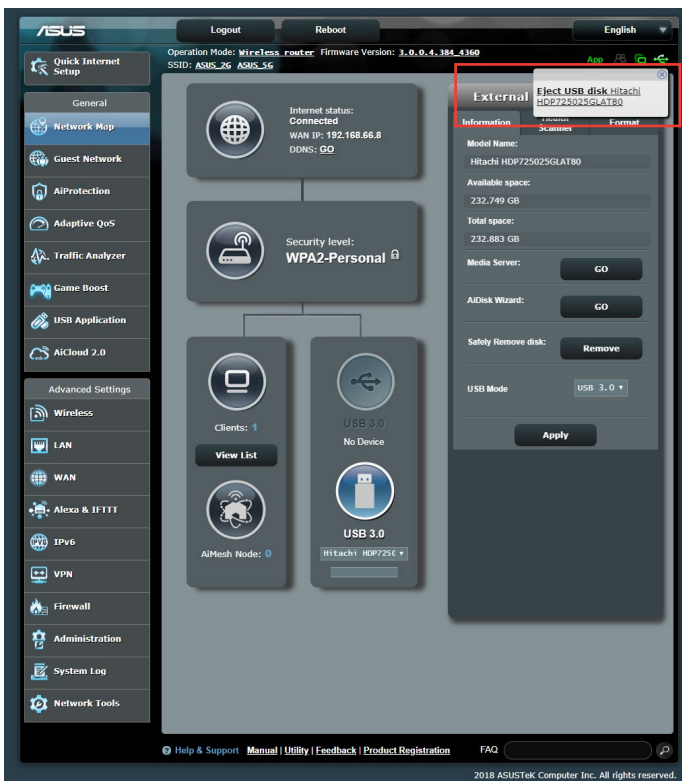 ASUS
Logout
Reboot
English
Quick Internet
Setup
Operation Mode: Wireless router Firmware Version: 3.0.0.4.384_4360
SSID: ASUS_2G ASUS_5G
App
General
Network Map
Guest Network
AiProtection
Adaptive QoS
Traffic Analyzer
Game Boost
USB Application
AiCloud 2.0
Advanced Settings
Wireless
LAN
WAN
Alexa & IFTTT
IPv6
VPN
Firewall
Administration
System Log
Network Tools
Internet status:
Connected
WAN IP: 192.168.66.8
DDNS: GO
Security level:
WPA2-Personal
Clients: 1
View List
AiMesh Node: 0
USB 3.0
No Device
USB 3.0
Hitachi HDP725
External
Eject USB disk Hitachi
HDP725025GLAT80
Information
Health
Scanner
Format
Model Name:
Hitachi HDP725025GLAT80
Available space:
232.749 GB
Total space:
232.883 GB
Media Server:
GO
AiDisk Wizard:
GO
Safely Remove disk:
Remove
USB Mode
USB 3.0
Apply
Help & Support Manual | Utility | Feedback | Product Registration
FAQ
2018 ASUSTeK Computer Inc. All rights reserved.